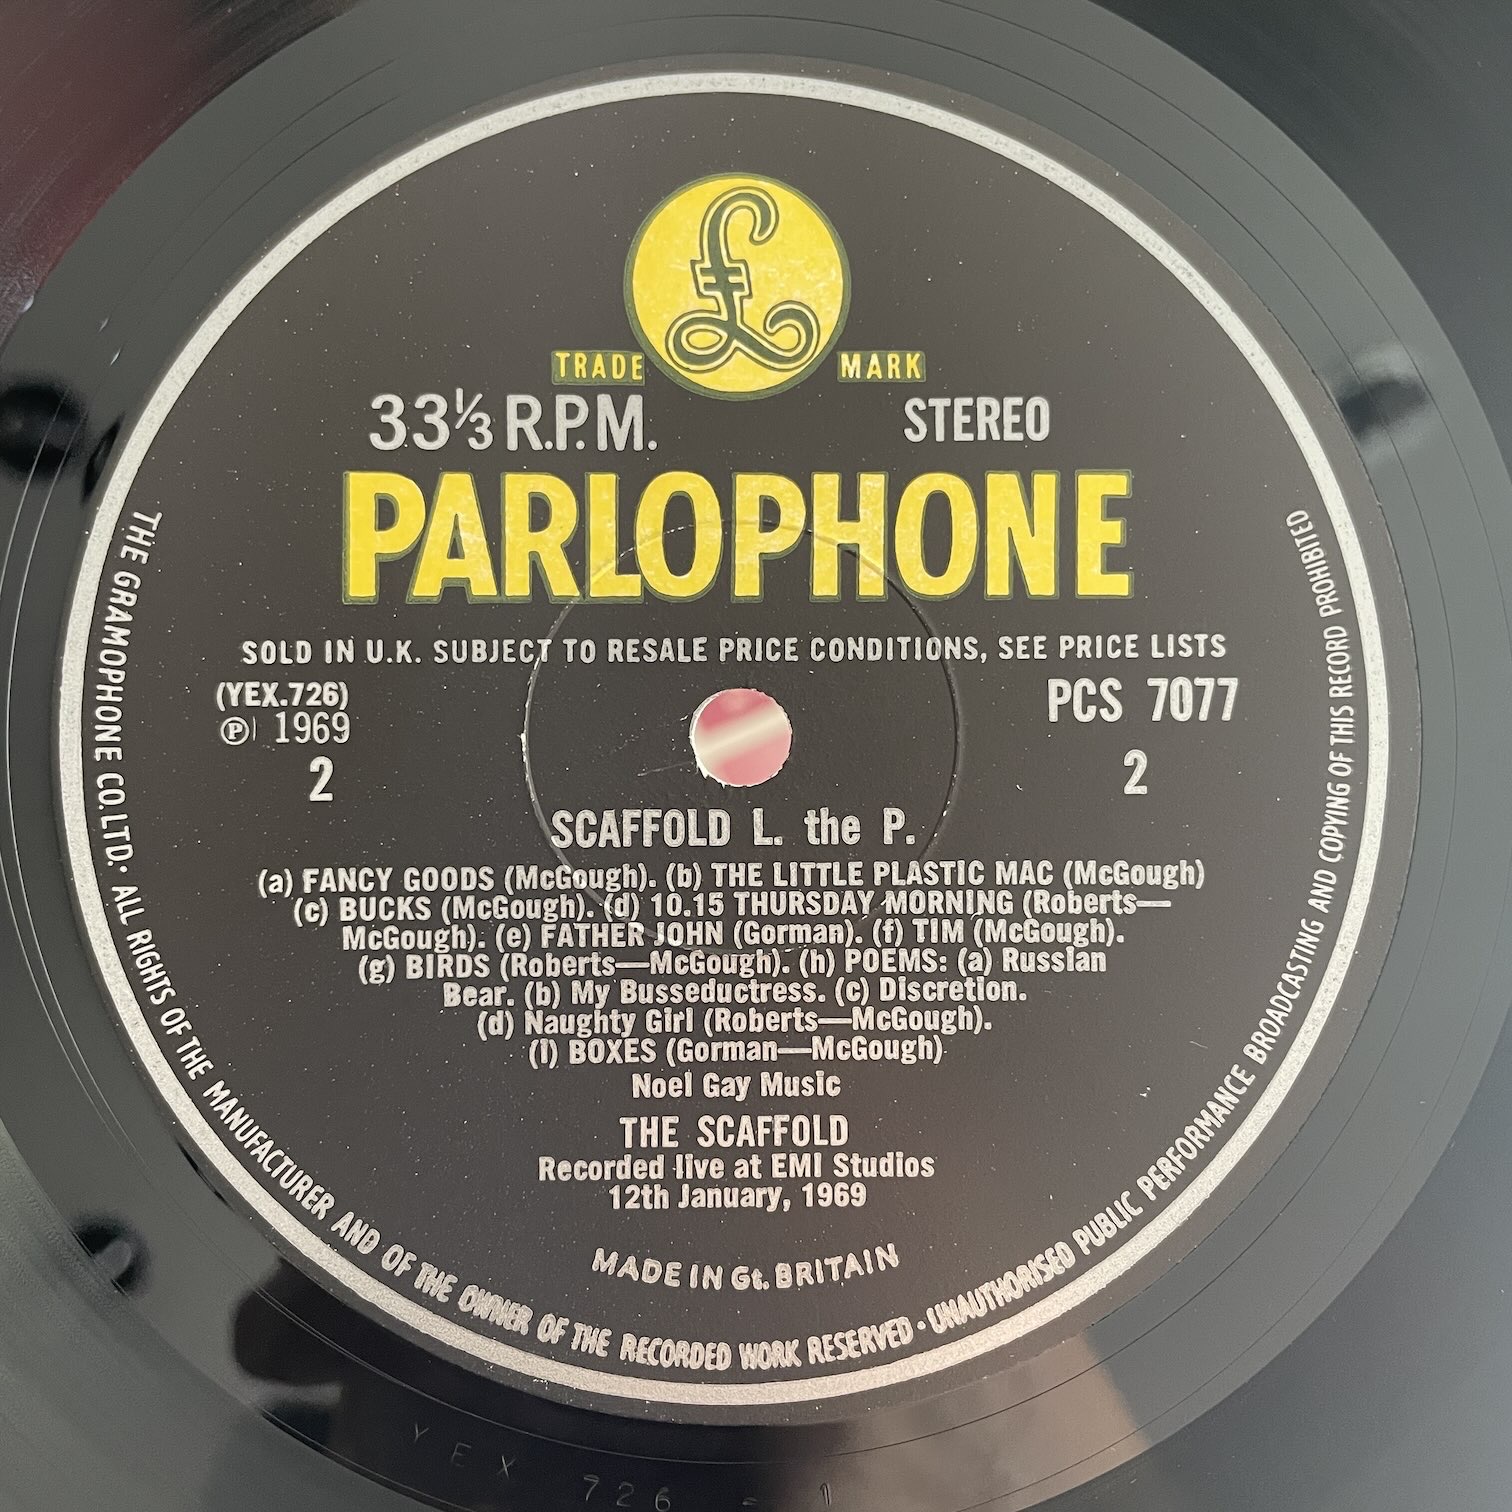 £
TRADE MARK
33⅓ R.P.M. STEREO
PARLOPHONE
SOLD IN U.K. SUBJECT TO RESALE PRICE CONDITIONS, SEE PRICE LISTS
(YEX.726) PCS 7077
Ⓟ 1969
2 2
SCAFFOLD L. the P.
(a) FANCY GOODS (McGough). (b) THE LITTLE PLASTIC MAC (McGough)
(c) BUCKS (McGough). (d) 10.15 THURSDAY MORNING (Roberts—
McGough). (e) FATHER JOHN (Gorman). (f) TIM (McGough).
(g) BIRDS (Roberts—McGough). (h) POEMS: (a) Russian
Bear. (b) My Busseductress. (c) Discretion.
(d) Naughty Girl (Roberts—McGough).
(i) BOXES (Gorman—McGough)
Noel Gay Music
THE SCAFFOLD
Recorded live at EMI Studios
12th January, 1969
MADE IN Gt. BRITAIN
THE GRAMOPHONE CO. LTD. · ALL RIGHTS OF THE MANUFACTURER AND OF THE OWNER OF THE RECORDED WORK RESERVED · UNAUTHORISED PUBLIC PERFORMANCE BROADCASTING AND COPYING OF THIS RECORD PROHIBITED
YEX 726 - 1